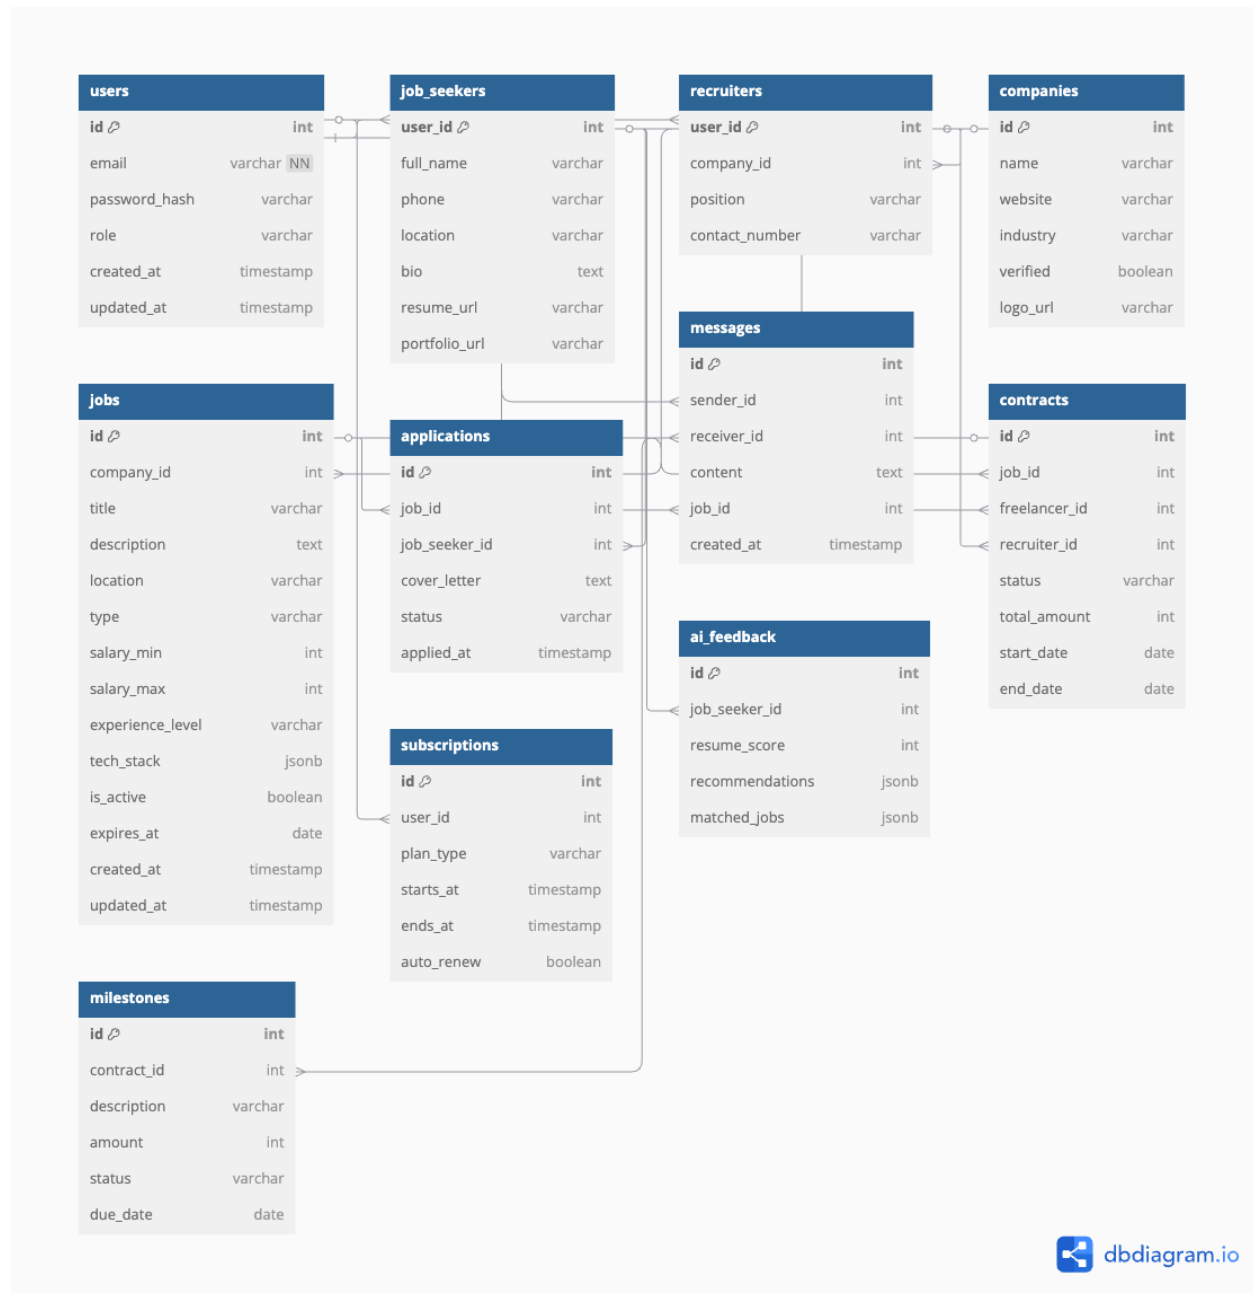 users
id int
email varchar NN
password_hash varchar
role varchar
created_at timestamp
updated_at timestamp
job_seekers
user_id int
full_name varchar
phone varchar
location varchar
bio text
resume_url varchar
portfolio_url varchar
recruiters
user_id int
company_id int
position varchar
contact_number varchar
companies
id int
name varchar
website varchar
industry varchar
verified boolean
logo_url varchar
messages
id int
sender_id int
receiver_id int
content text
job_id int
created_at timestamp
jobs
id int
company_id int
title varchar
description text
location varchar
type varchar
salary_min int
salary_max int
experience_level varchar
tech_stack jsonb
is_active boolean
expires_at date
created_at timestamp
updated_at timestamp
applications
id int
job_id int
job_seeker_id int
cover_letter text
status varchar
applied_at timestamp
contracts
id int
job_id int
freelancer_id int
recruiter_id int
status varchar
total_amount int
start_date date
end_date date
ai_feedback
id int
job_seeker_id int
resume_score int
recommendations jsonb
matched_jobs jsonb
subscriptions
id int
user_id int
plan_type varchar
starts_at timestamp
ends_at timestamp
auto_renew boolean
milestones
id int
contract_id int
description varchar
amount int
status varchar
due_date date
dbdiagram.io